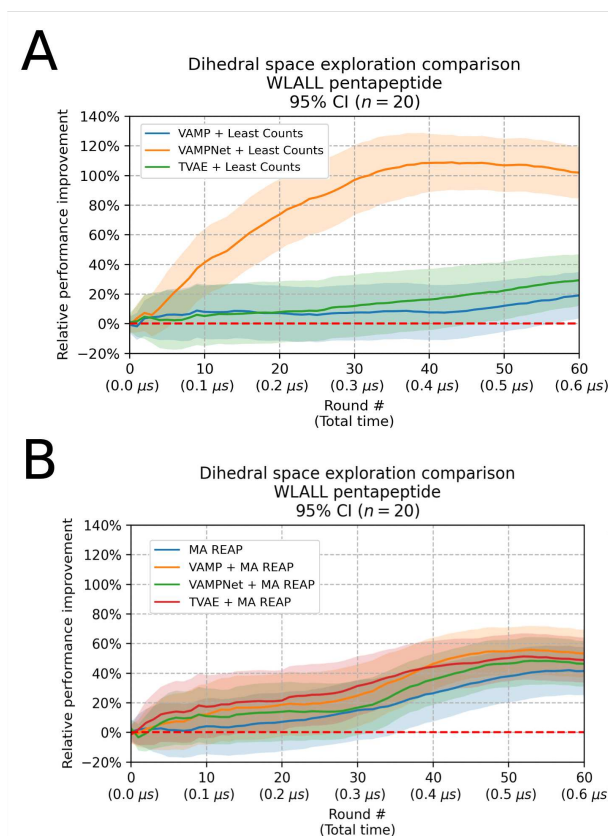 A
Dihedral space exploration comparison
WLALL pentapeptide
95% CI (n = 20)
Relative performance improvement
140%
120%
100%
80%
60%
40%
20%
0%
−20%
VAMP + Least Counts
VAMPNet + Least Counts
TVAE + Least Counts
0 10 20 30 40 50 60
(0.0 μs) (0.1 μs) (0.2 μs) (0.3 μs) (0.4 μs) (0.5 μs) (0.6 μs)
Round #
(Total time)
B
Dihedral space exploration comparison
WLALL pentapeptide
95% CI (n = 20)
Relative performance improvement
140%
120%
100%
80%
60%
40%
20%
0%
−20%
MA REAP
VAMP + MA REAP
VAMPNet + MA REAP
TVAE + MA REAP
0 10 20 30 40 50 60
(0.0 μs) (0.1 μs) (0.2 μs) (0.3 μs) (0.4 μs) (0.5 μs) (0.6 μs)
Round #
(Total time)